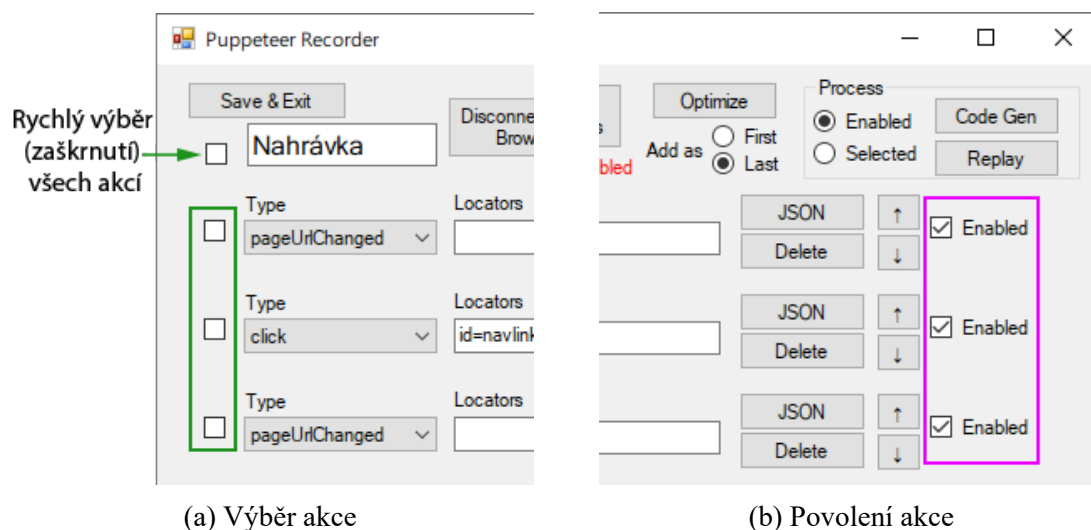 Puppeteer Recorder
Save & Exit
Rychlý výběr
(zaškrnutí)
všech akcí
Nahrávka
Disconne
Brow
Type
Locators
pageUrlChanged
Type
Locators
click
id=navlink
Type
Locators
pageUrlChanged
(a) Výběr akce
Optimize
Add as
First
Last
bled
Process
Enabled
Selected
Code Gen
Replay
JSON
↑
Enabled
Delete
↓
JSON
↑
Enabled
Delete
↓
JSON
↑
Enabled
Delete
↓
(b) Povolení akce